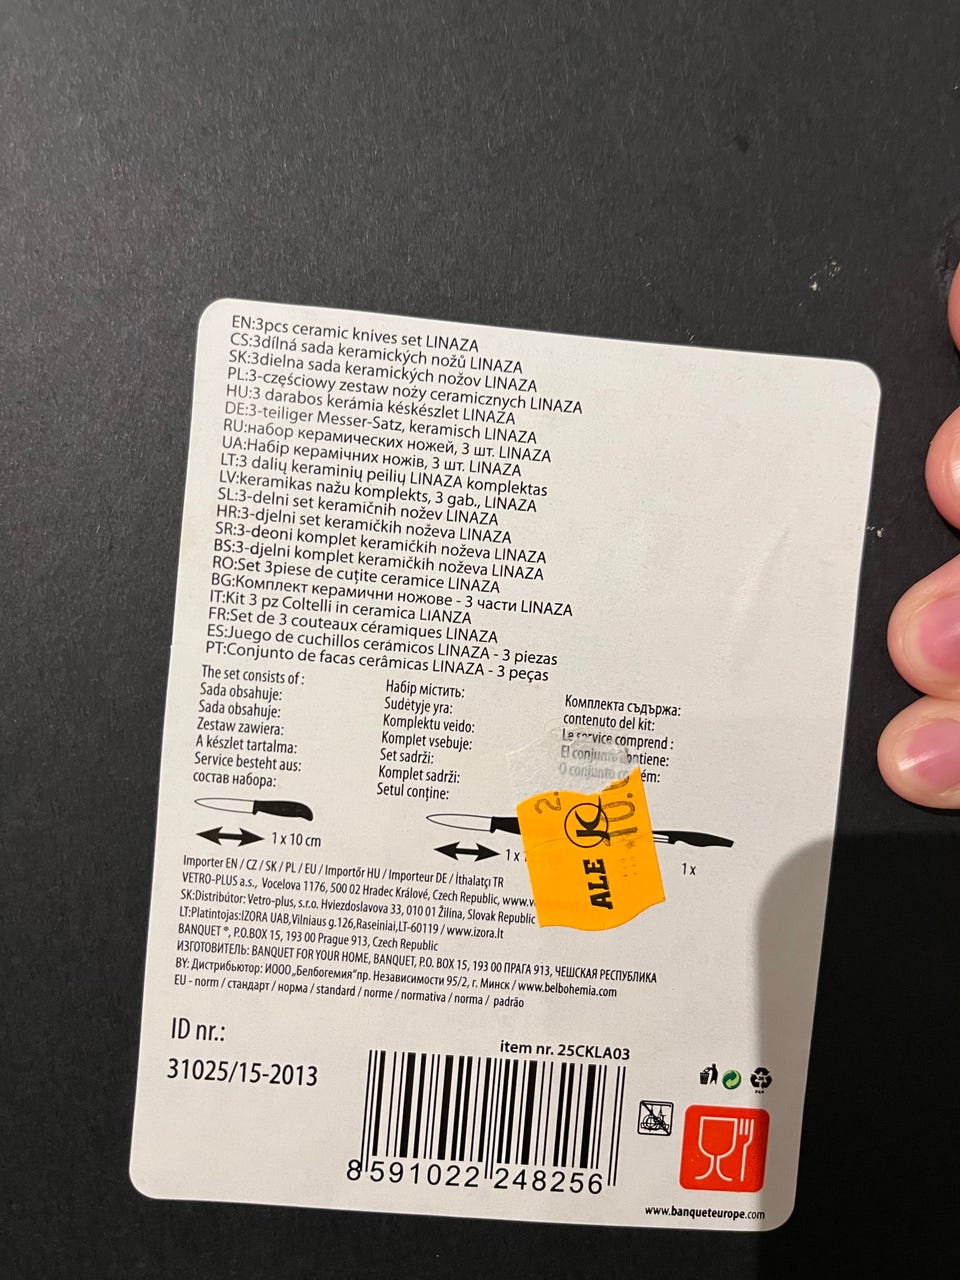 EN:3pcs ceramic knives set LINAZA
CS:3dílná sada keramických nožů LINAZA
SK:3dielna sada keramických nožov LINAZA
PL:3-częściowy zestaw noży ceramicznych LINAZA
HU:3 darabos kerámia késkészlet LINAZA
DE:3-teiliger Messer-Satz, keramisch LINAZA
RU:набор керамических ножей, 3 шт. LINAZA
UA:Набір керамічних ножів, 3 шт. LINAZA
LT:3 dalių keraminių peilių LINAZA komplektas
LV:keramikas nažu komplekts, 3 gab., LINAZA
SL:3-delni set keramičnih nožev LINAZA
HR:3-djelni set keramičkih noževa LINAZA
SR:3-deoni komplet keramičkih noževa LINAZA
BS:3-djelni komplet keramičkih noževa LINAZA
RO:Set 3piese de cuțite ceramice LINAZA
BG:Комплект керамични ножове - 3 части LINAZA
IT:Kit 3 pz Coltelli in ceramica LIANZA
FR:Set de 3 couteaux céramiques LINAZA
ES:Juego de cuchillos cerámicos LINAZA - 3 piezas
PT:Conjunto de facas cerâmicas LINAZA - 3 peças
The set consists of :
Sada obsahuje:
Sada obsahuje:
Zestaw zawiera:
A készlet tartalma:
Service besteht aus:
состав набора:
Набір містить:
Sudėtyje yra:
Komplektu veido:
Komplet vsebuje:
Set sadrži:
Komplet sadrži:
Setul conține:
Комплекта съдържа:
contenuto del kit:
Le service comprend :
El conjunto
O conjunto
1 x 10 cm
1 x
1 x
2.
10.
ALE K
Importer EN / CZ / SK / PL / EU / Importőr HU / Importeur DE / İthalatçı TR
VETRO-PLUS a.s., Vocelova 1176, 500 02 Hradec Králové, Czech Republic,
SK:Distribútor: Vetro-plus, s.r.o. Hviezdoslavova 33, 010 01 Žilina, Slovak Republic
LT:Platintojas:IZORA UAB,Vilniaus g.126,Raseiniai,LT-60119 / www.izora.lt
BANQUET ®, P.O.BOX 15, 193 00 Prague 913, Czech Republic
ИЗГОТОВИТЕЛЬ: BANQUET FOR YOUR HOME, BANQUET, P.O. BOX 15, 193 00 ПРАГА 913, ЧЕШСКАЯ РЕСПУБЛИКА
BY: Дистрибьютор: ИООО „Белбогемия"пр. Независимости 95/2, г. Минск / www.belbohemia.com
EU - norm / стандарт / норма / standard / norme / normativa / norma / padrão
ID nr.:
31025/15-2013
item nr. 25CKLA03
8 591022 248256
PAP
www.banqueteurope.com